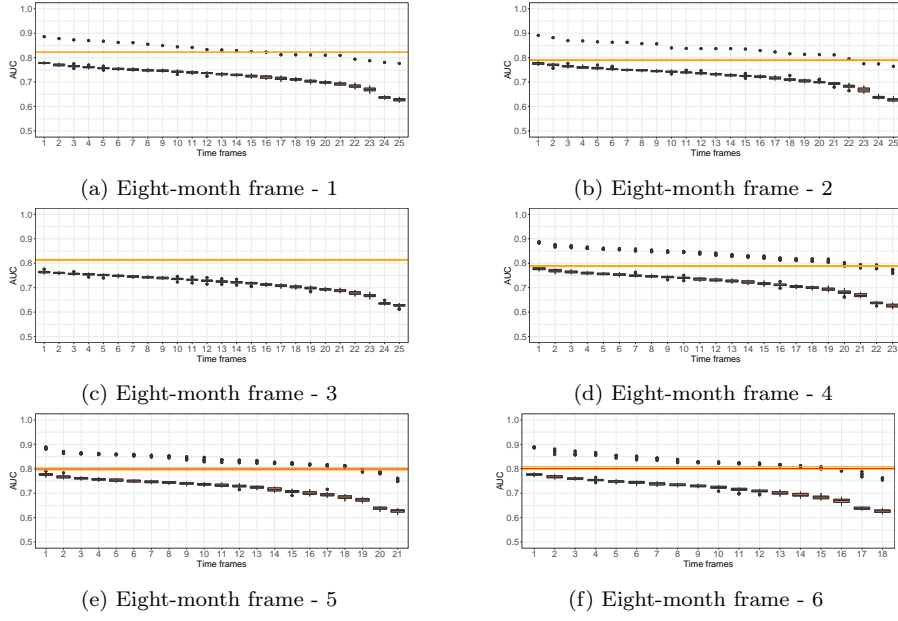 1.0
0.9
0.8
0.7
0.6
0.5
AUC
1 2 3 4 5 6 7 8 9 10 11 12 13 14 15 16 17 18 19 20 21 22 23 24 25
Time frames
(a) Eight-month frame - 1
1.0
0.9
0.8
0.7
0.6
0.5
AUC
1 2 3 4 5 6 7 8 9 10 11 12 13 14 15 16 17 18 19 20 21 22 23 24 25
Time frames
(b) Eight-month frame - 2
1.0
0.9
0.8
0.7
0.6
0.5
AUC
1 2 3 4 5 6 7 8 9 10 11 12 13 14 15 16 17 18 19 20 21 22 23 24 25
Time frames
(c) Eight-month frame - 3
1.0
0.9
0.8
0.7
0.6
0.5
AUC
1 2 3 4 5 6 7 8 9 10 11 12 13 14 15 16 17 18 19 20 21 22 23
Time frames
(d) Eight-month frame - 4
1.0
0.9
0.8
0.7
0.6
0.5
AUC
1 2 3 4 5 6 7 8 9 10 11 12 13 14 15 16 17 18 19 20 21
Time frames
(e) Eight-month frame - 5
1.0
0.9
0.8
0.7
0.6
0.5
AUC
1 2 3 4 5 6 7 8 9 10 11 12 13 14 15 16 17 18
Time frames
(f) Eight-month frame - 6